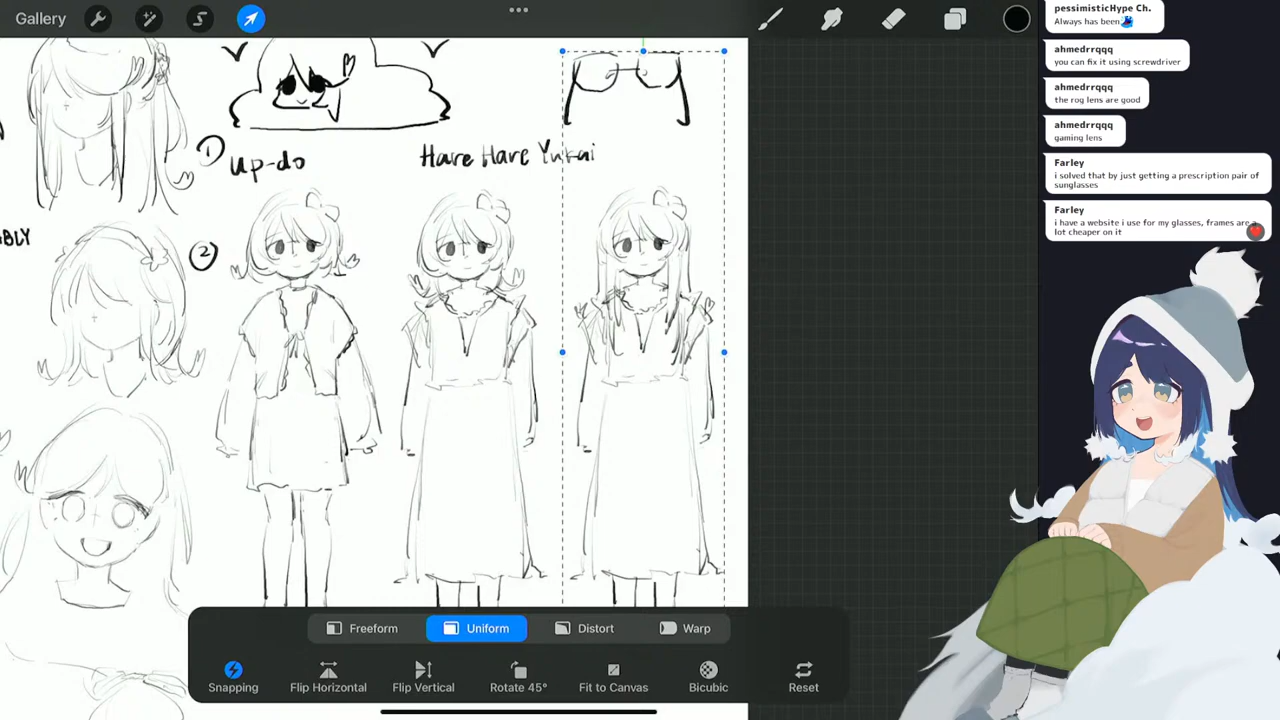 Gallery
pessimisticHype Ch.
Always has been
ahmedrrqqq
you can fix it using screwdriver
ahmedrrqqq
the rog lens are good
ahmedrrqqq
gaming lens
Farley
i solved that by just getting a prescription pair of
sunglasses
Farley
i have a website i use for my glasses, frames are a
lot cheaper on it
① up-do
Hare Hare Yukai
BLY
②
Freeform
Uniform
Distort
Warp
Snapping
Flip Horizontal
Flip Vertical
Rotate 45°
Fit to Canvas
Bicubic
Reset